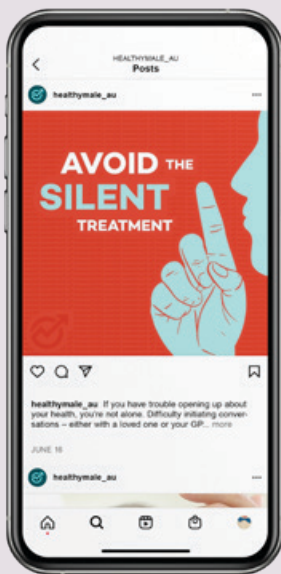 HEALTHYMALE_AU
Posts
healthymale_au
AVOID THE
SILENT
TREATMENT
healthymale_au If you have trouble opening up about
your health, you're not alone. Difficulty initiating conver-
sations – either with a loved one or your GP... more
JUNE 16
healthymale_au